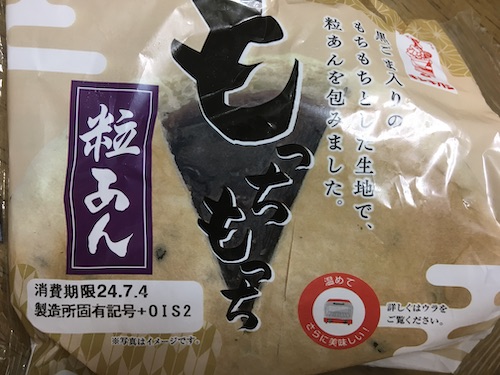 黒ごま入りの
もちもちとした生地で、
粒あんを包みました。
もっちもっち
粒あん
消費期限24.7.4
製造所固有記号+OIS2
※写真はイメージです。
温めて
さらに美味しい!
詳しくはウラを
ご覧ください。